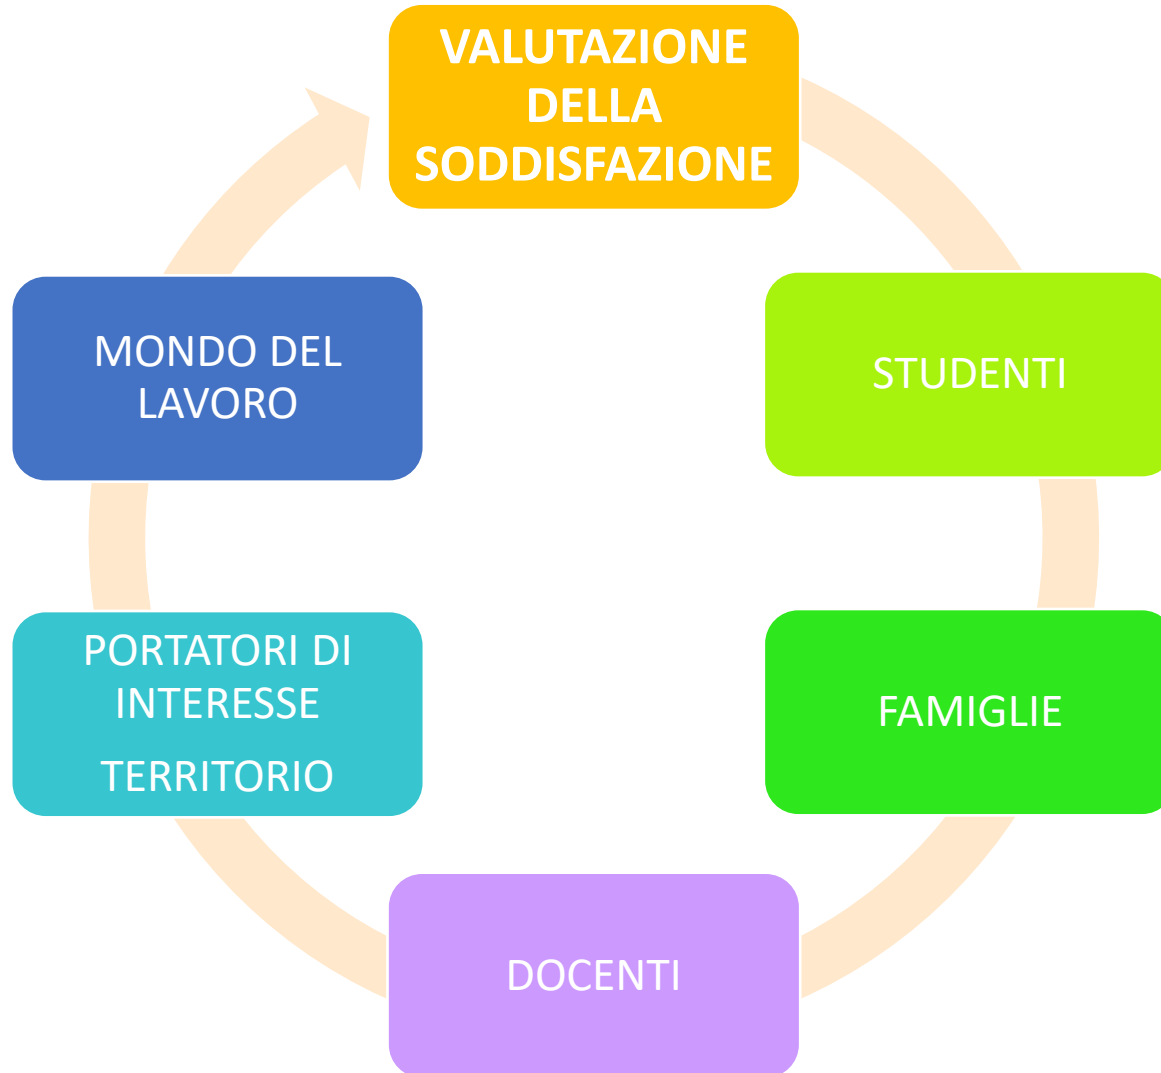 VALUTAZIONE
DELLA
SODDISFAZIONE
STUDENTI
FAMIGLIE
DOCENTI
PORTATORI DI
INTERESSE
TERRITORIO
MONDO DEL
LAVORO